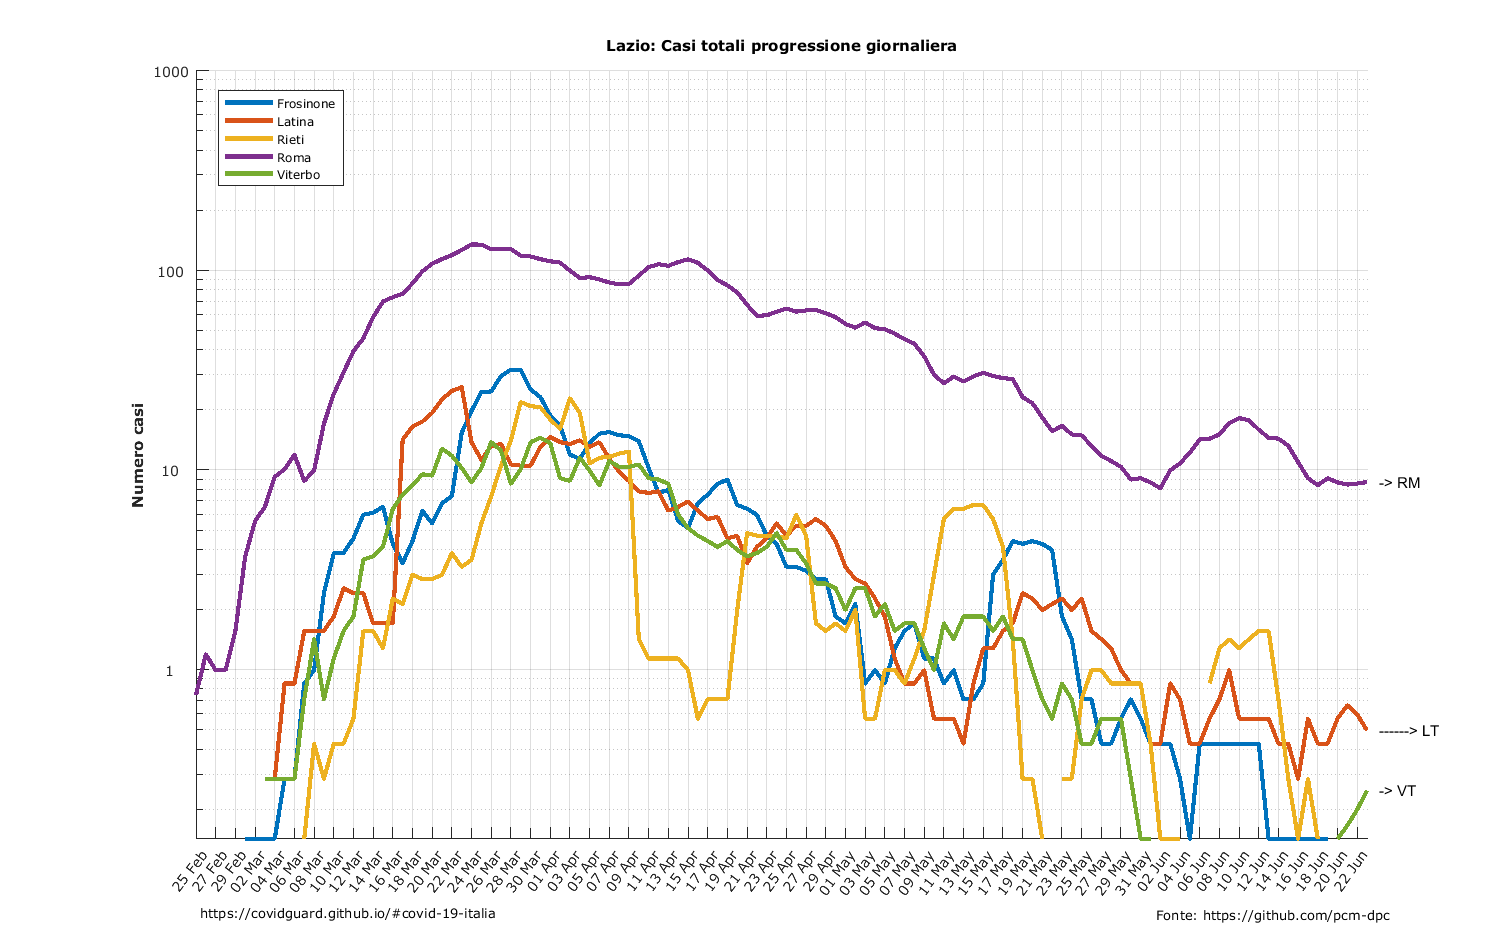 Lazio: Casi totali progressione giornaliera
1000
100
10
1
Numero casi
Frosinone
Latina
Rieti
Roma
Viterbo
-> RM
------> LT
-> VT
25 Feb
27 Feb
29 Feb
02 Mar
04 Mar
06 Mar
08 Mar
10 Mar
12 Mar
14 Mar
16 Mar
18 Mar
20 Mar
22 Mar
24 Mar
26 Mar
28 Mar
30 Mar
01 Apr
03 Apr
05 Apr
07 Apr
09 Apr
11 Apr
13 Apr
15 Apr
17 Apr
19 Apr
21 Apr
23 Apr
25 Apr
27 Apr
29 Apr
01 May
03 May
05 May
07 May
09 May
11 May
13 May
15 May
17 May
19 May
21 May
23 May
25 May
27 May
29 May
31 May
02 Jun
04 Jun
06 Jun
08 Jun
10 Jun
12 Jun
14 Jun
16 Jun
18 Jun
20 Jun
22 Jun
https://covidguard.github.io/#covid-19-italia
Fonte: https://github.com/pcm-dpc